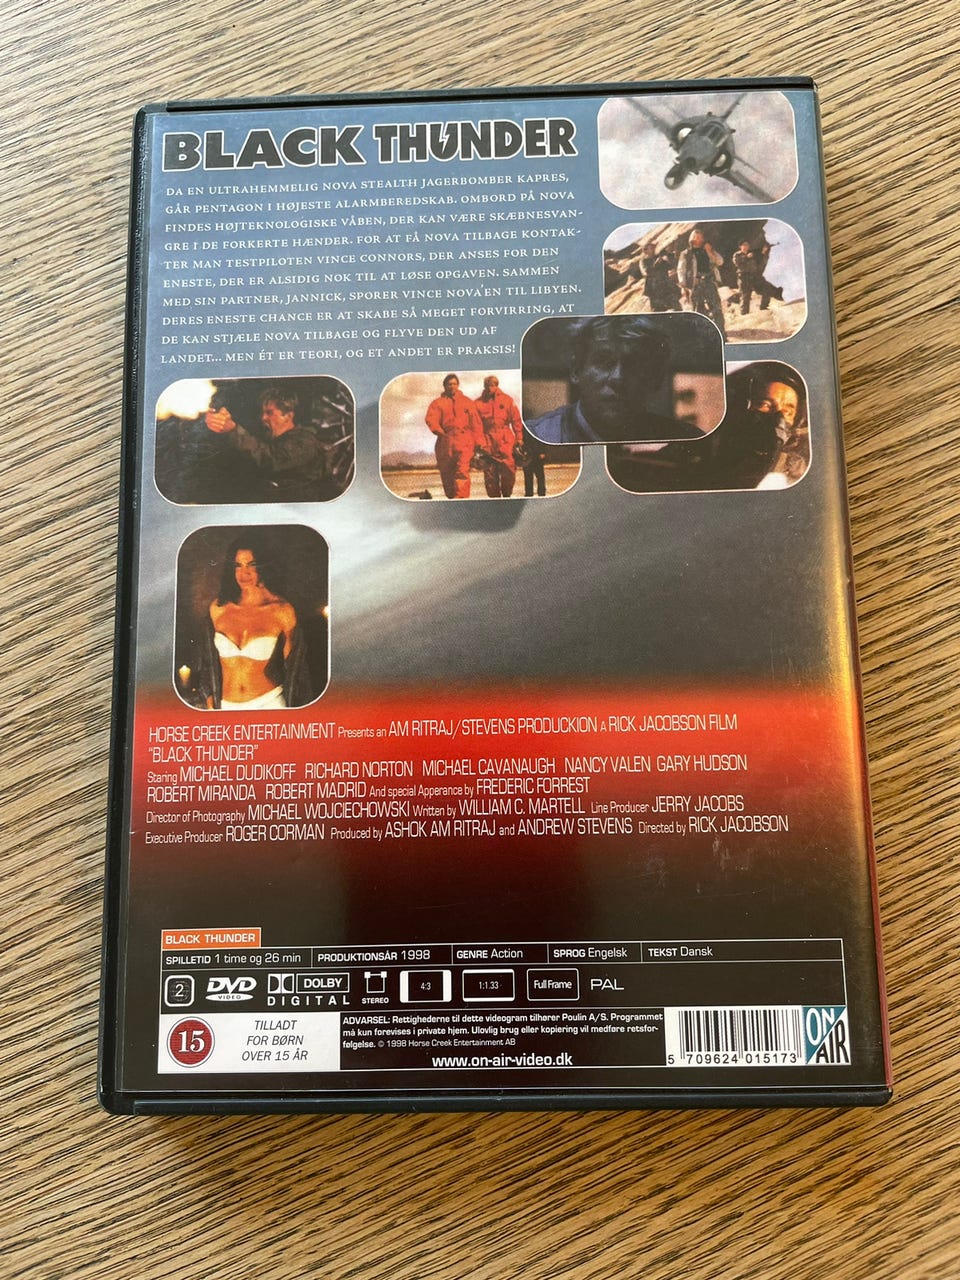 BLACK THUNDER
DA EN ULTRAHEMMELIG NOVA STEALTH JAGERBOMBER KAPRES,
GÅR PENTAGON I HØJESTE ALARMBEREDSKAB. OMBORD PÅ NOVA
FINDES HØJTEKNOLOGISKE VÅBEN, DER KAN VÆRE SKÆBNESVAN-
GRE I DE FORKERTE HÆNDER. FOR AT FÅ NOVA TILBAGE KONTAK-
TER MAN TESTPILOTEN VINCE CONNORS, DER ANSES FOR DEN
ENESTE, DER ER ALSIDIG NOK TIL AT LØSE OPGAVEN. SAMMEN
MED SIN PARTNER, JANNICK, SPORER VINCE NOVA'EN TIL LIBYEN.
DERES ENESTE CHANCE ER AT SKABE SÅ MEGET FORVIRRING, AT
DE KAN STJÆLE NOVA TILBAGE OG FLYVE DEN UD AF
LANDET... MEN ÉT ER TEORI, OG ET ANDET ER PRAKSIS!
HORSE CREEK ENTERTAINMENT Presents an AM RITRAJ/STEVENS PRODUCKION A RICK JACOBSON FILM
"BLACK THUNDER"
Staring MICHAEL DUDIKOFF RICHARD NORTON MICHAEL CAVANAUGH NANCY VALEN GARY HUDSON
ROBERT MIRANDA ROBERT MADRID And special Apperance by FREDERIC FORREST
Director of Photography MICHAEL WOJCIECHOWSKI Written by WILLIAM C. MARTELL Line Producer JERRY JACOBS
Executive Producer ROGER CORMAN Produced by ASHOK AM RITRAJ and ANDREW STEVENS Directed by RICK JACOBSON
BLACK THUNDER
SPILLETID 1 time og 26 min PRODUKTIONSÅR 1998 GENRE Action SPROG Engelsk TEKST Dansk
2 DVD VIDEO DOLBY DIGITAL STEREO 4:3 1:1.33 Full Frame PAL
15 TILLADT FOR BØRN OVER 15 ÅR
ADVARSEL: Rettighederne til dette videogram tilhører Poulin A/S. Programmet
må kun forevises i private hjem. Ulovlig brug eller kopiering vil medføre retsfor-
følgelse. © 1998 Horse Creek Entertainment AB
www.on-air-video.dk
5 709624 015173
ON AIR